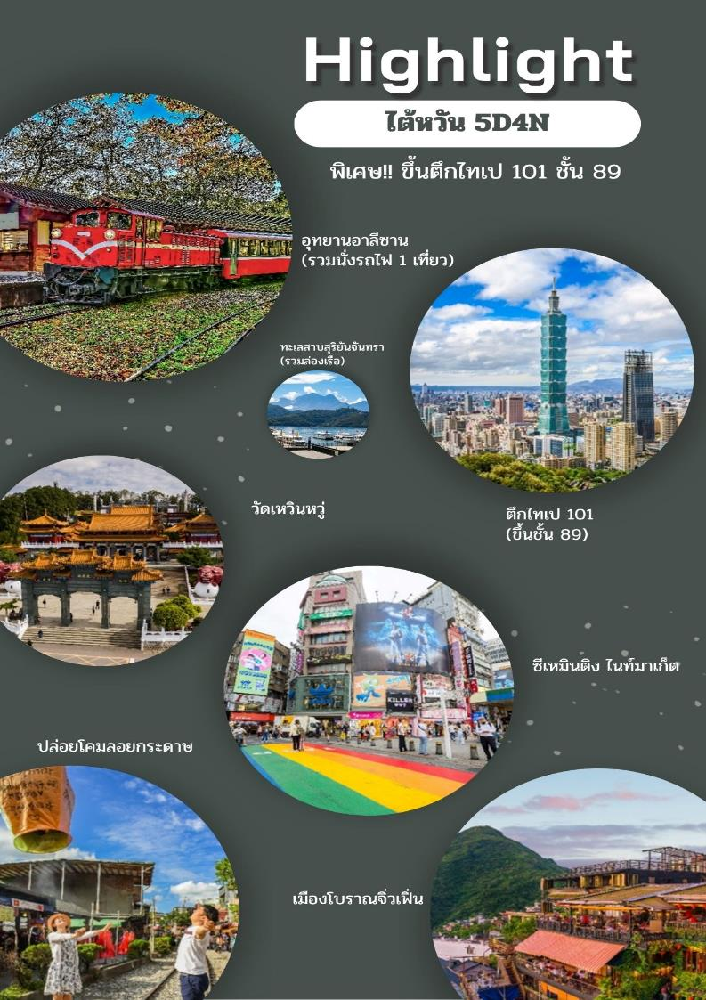 Highlight
ไต้หวัน 5D4N
พิเศษ!! ขึ้นตึกไทเป 101 ชั้น 89
อุทยานอาลีซาน
(รวมนั่งรถไฟ 1 เที่ยว)
ทะเลสาบสุริยันจันทรา
(รวมล่องเรือ)
วัดเหวินหวู่
ตึกไทเป 101
(ขึ้นชั้น 89)
ซีเหมินติง ไนท์มาเก็ต
KILLER
ปล่อยโคมลอยกระดาษ
เมืองโบราณจิ่วเฟิ่น